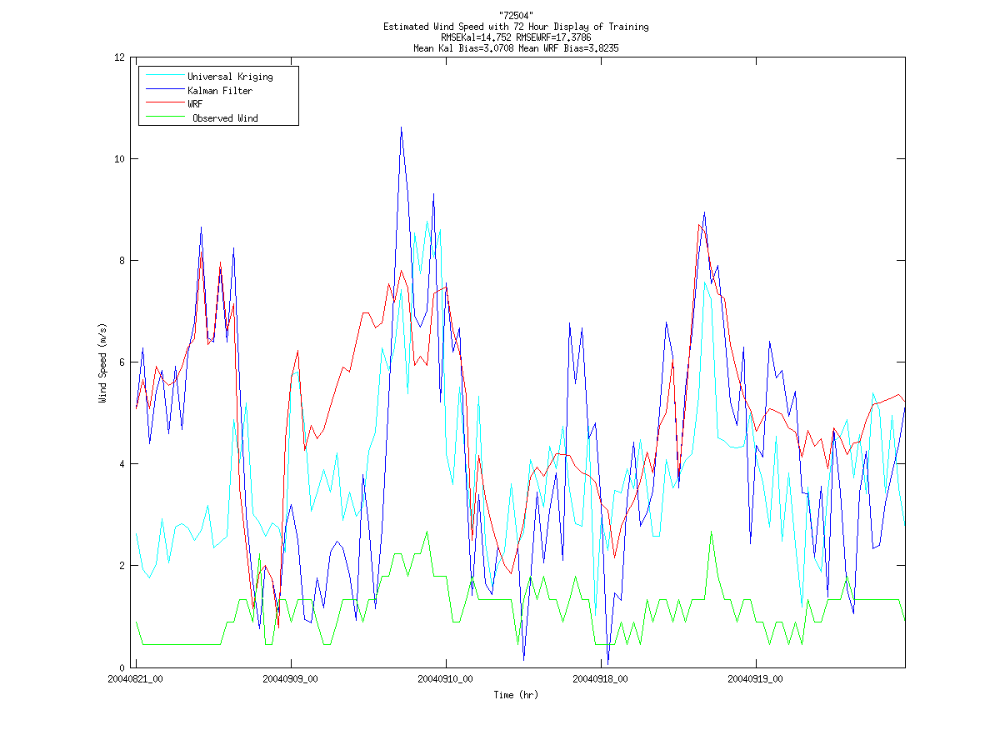 "72504"
Estimated Wind Speed with 72 Hour Display of Training
RMSEKal=14.752 RMSEWRF=17.3786
Mean Kal Bias=3.0708 Mean WRF Bias=3.8235
Universal Kriging
Kalman Filter
WRF
Observed Wind
12
10
8
6
4
2
0
Wind Speed (m/s)
20040821_00 20040909_00 20040910_00 20040918_00 20040919_00
Time (hr)